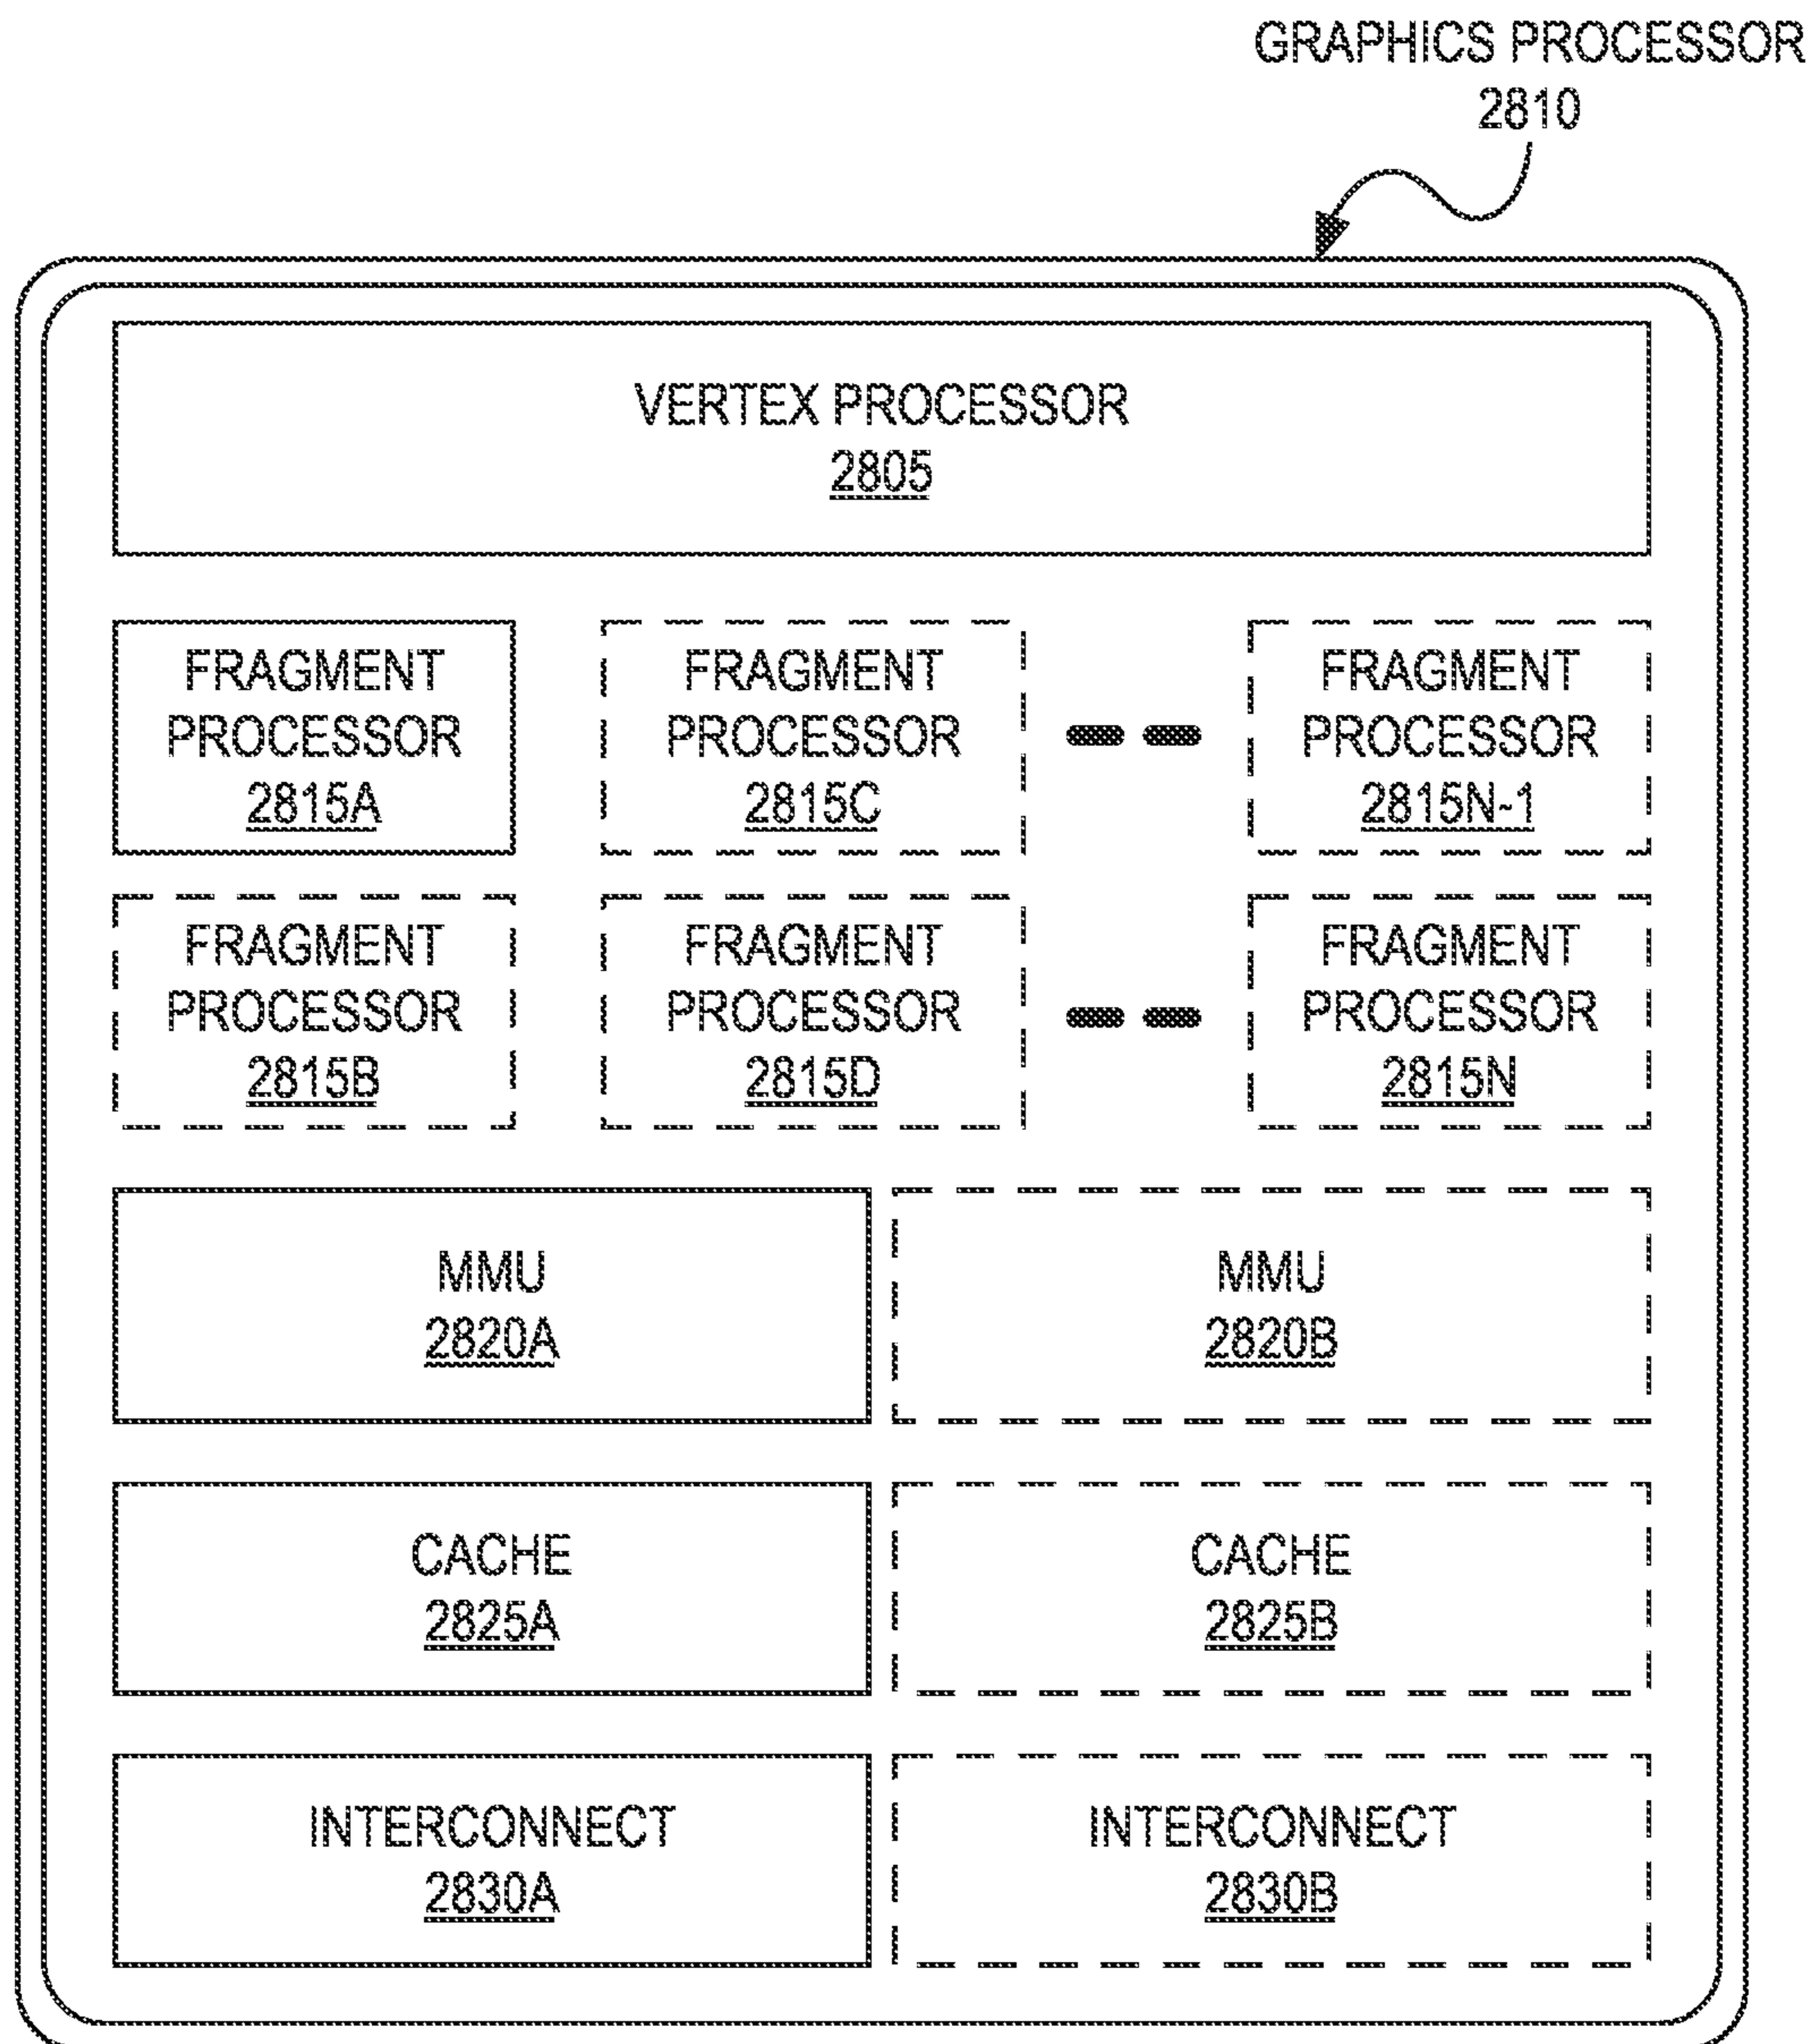 GRAPHICS PROCESSOR
2810
VERTEX PROCESSOR
2805
FRAGMENT
PROCESSOR
2815A
FRAGMENT
PROCESSOR
2815C
FRAGMENT
PROCESSOR
2815N-1
FRAGMENT
PROCESSOR
2815B
FRAGMENT
PROCESSOR
2815D
FRAGMENT
PROCESSOR
2815N
MMU
2820A
MMU
2820B
CACHE
2825A
CACHE
2825B
INTERCONNECT
2830A
INTERCONNECT
2830B